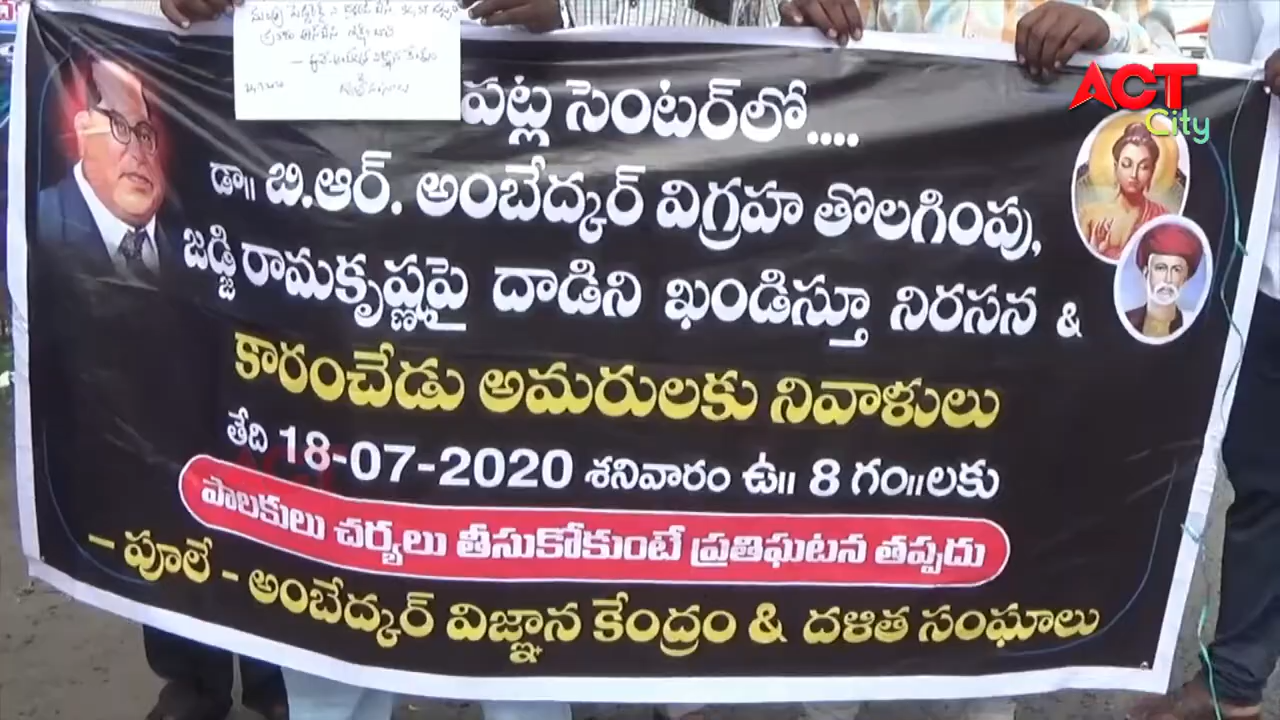 ACT
City
పట్ల సెంటర్‌లో....
డా॥ బి.ఆర్. అంబేద్కర్ విగ్రహ తొలగింపు,
జడ్జి రామకృష్ణపై దాడిని ఖండిస్తూ నిరసన &
కారంచేడు అమరులకు నివాళులు
తేది 18-07-2020 శనివారం ఉ॥ 8 గం॥లకు
పాలకులు చర్యలు తీసుకోకుంటే ప్రతిఘటన తప్పదు
– పూలే – అంబేద్కర్ విజ్ఞాన కేంద్రం & దళిత సంఘాలు